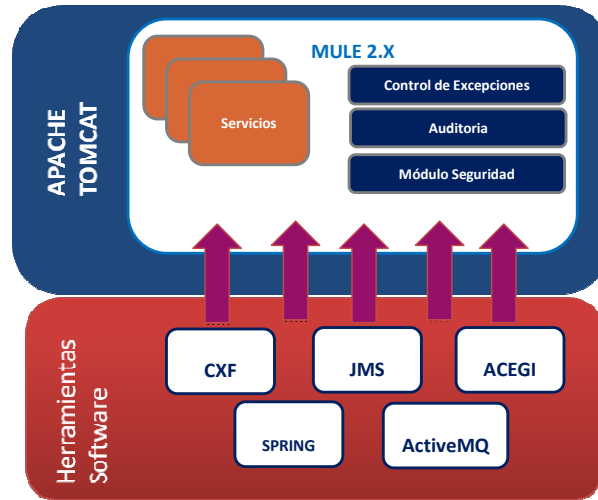 APACHE
TOMCAT
MULE 2.X
Servicios
Control de Excepciones
Auditoria
Módulo Seguridad
Herramientas
Software
CXF
JMS
ACEGI
SPRING
ActiveMQ